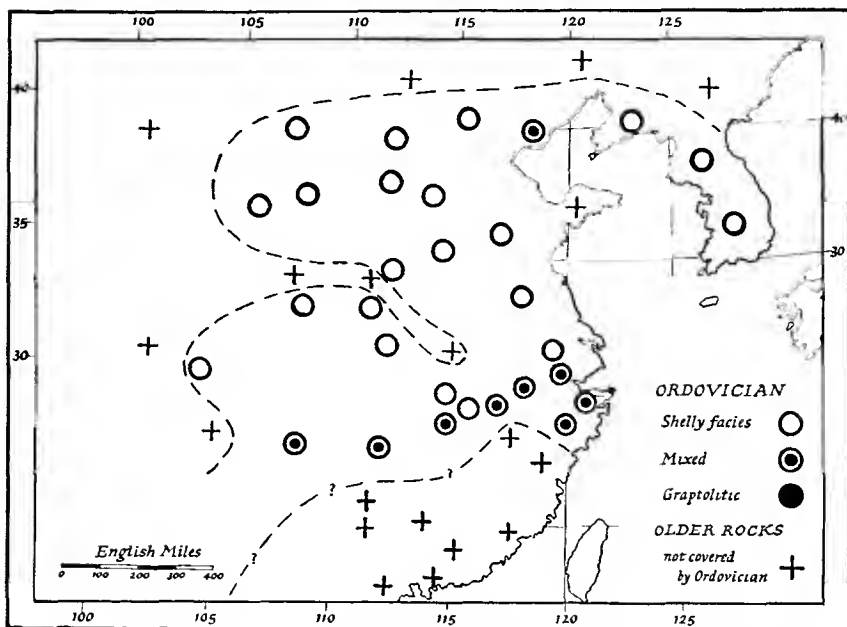 100 105 110 115 120 125
40
40
35
30
30
ORDOVICIAN
Shelly facies
Mixed
Graptolitic
OLDER ROCKS
not covered
by Ordovician
?
?
?
?
English Miles
0 100 200 300 400
100 105 110 115 120 125